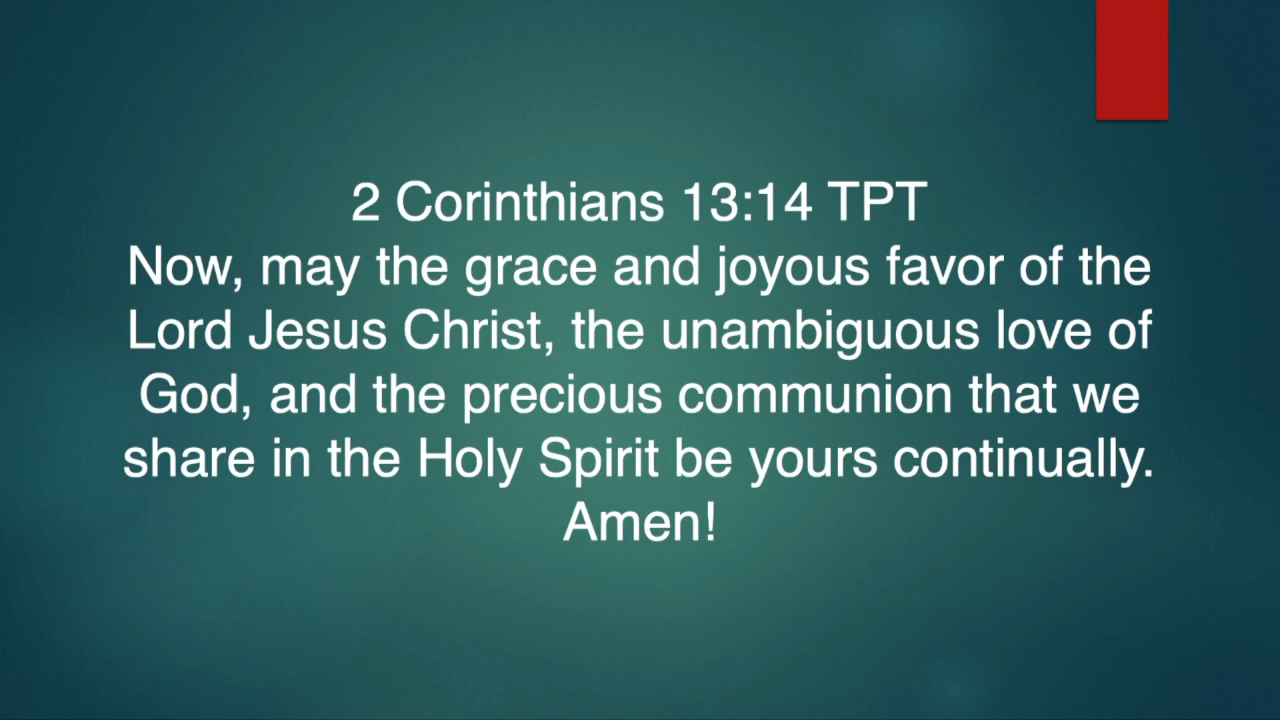 2 Corinthians 13:14 TPT
Now, may the grace and joyous favor of the
Lord Jesus Christ, the unambiguous love of
God, and the precious communion that we
share in the Holy Spirit be yours continually.
Amen!